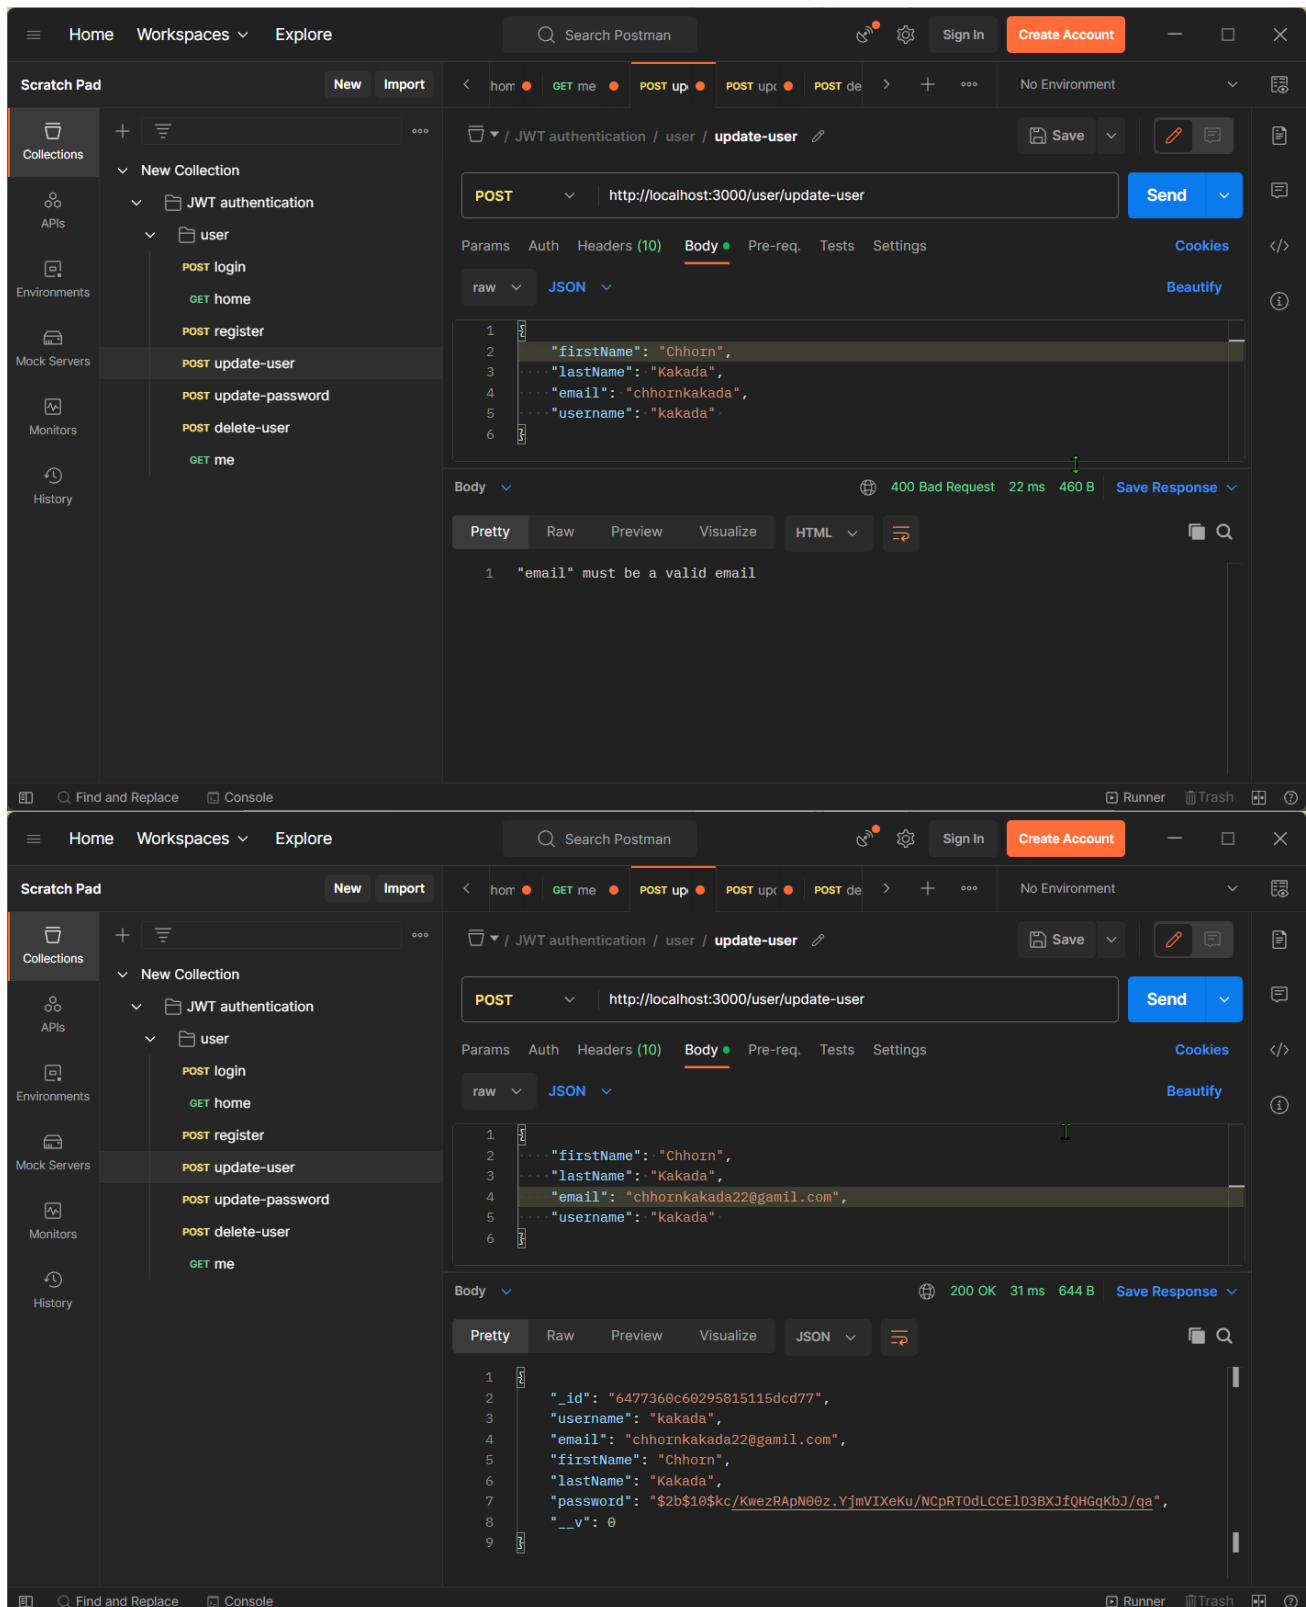 Home Workspaces Explore Search Postman Sign In Create Account
Scratch Pad New Import hom GET me POST up POST upc POST de No Environment
Collections
APIs
Environments
Mock Servers
Monitors
History
New Collection
JWT authentication
user
POST login
GET home
POST register
POST update-user
POST update-password
POST delete-user
GET me
/ JWT authentication / user / update-user Save
POST http://localhost:3000/user/update-user Send
Params Auth Headers (10) Body Pre-req. Tests Settings Cookies
raw JSON Beautify
1 {
2 "firstName": "Chhorn",
3 "lastName": "Kakada",
4 "email": "chhornkakada",
5 "username": "kakada"
6 }
Body 400 Bad Request 22 ms 460 B Save Response
Pretty Raw Preview Visualize HTML
1 "email" must be a valid email
Find and Replace Console Runner Trash
Home Workspaces Explore Search Postman Sign In Create Account
Scratch Pad New Import hom GET me POST up POST upc POST de No Environment
Collections
APIs
Environments
Mock Servers
Monitors
History
New Collection
JWT authentication
user
POST login
GET home
POST register
POST update-user
POST update-password
POST delete-user
GET me
/ JWT authentication / user / update-user Save
POST http://localhost:3000/user/update-user Send
Params Auth Headers (10) Body Pre-req. Tests Settings Cookies
raw JSON Beautify
1 {
2 "firstName": "Chhorn",
3 "lastName": "Kakada",
4 "email": "chhornkakada22@gamil.com",
5 "username": "kakada"
6 }
Body 200 OK 31 ms 644 B Save Response
Pretty Raw Preview Visualize JSON
1 {
2 "_id": "6477360c60295815115dcd77",
3 "username": "kakada",
4 "email": "chhornkakada22@gamil.com",
5 "firstName": "Chhorn",
6 "lastName": "Kakada",
7 "password": "$2b$10$kc/KwezRApN00z.YjmVIXeKu/NCpRTOdLCCElD3BXJfQHGqKbJ/qa",
8 "__v": 0
9 }
Find and Replace Console Runner Trash